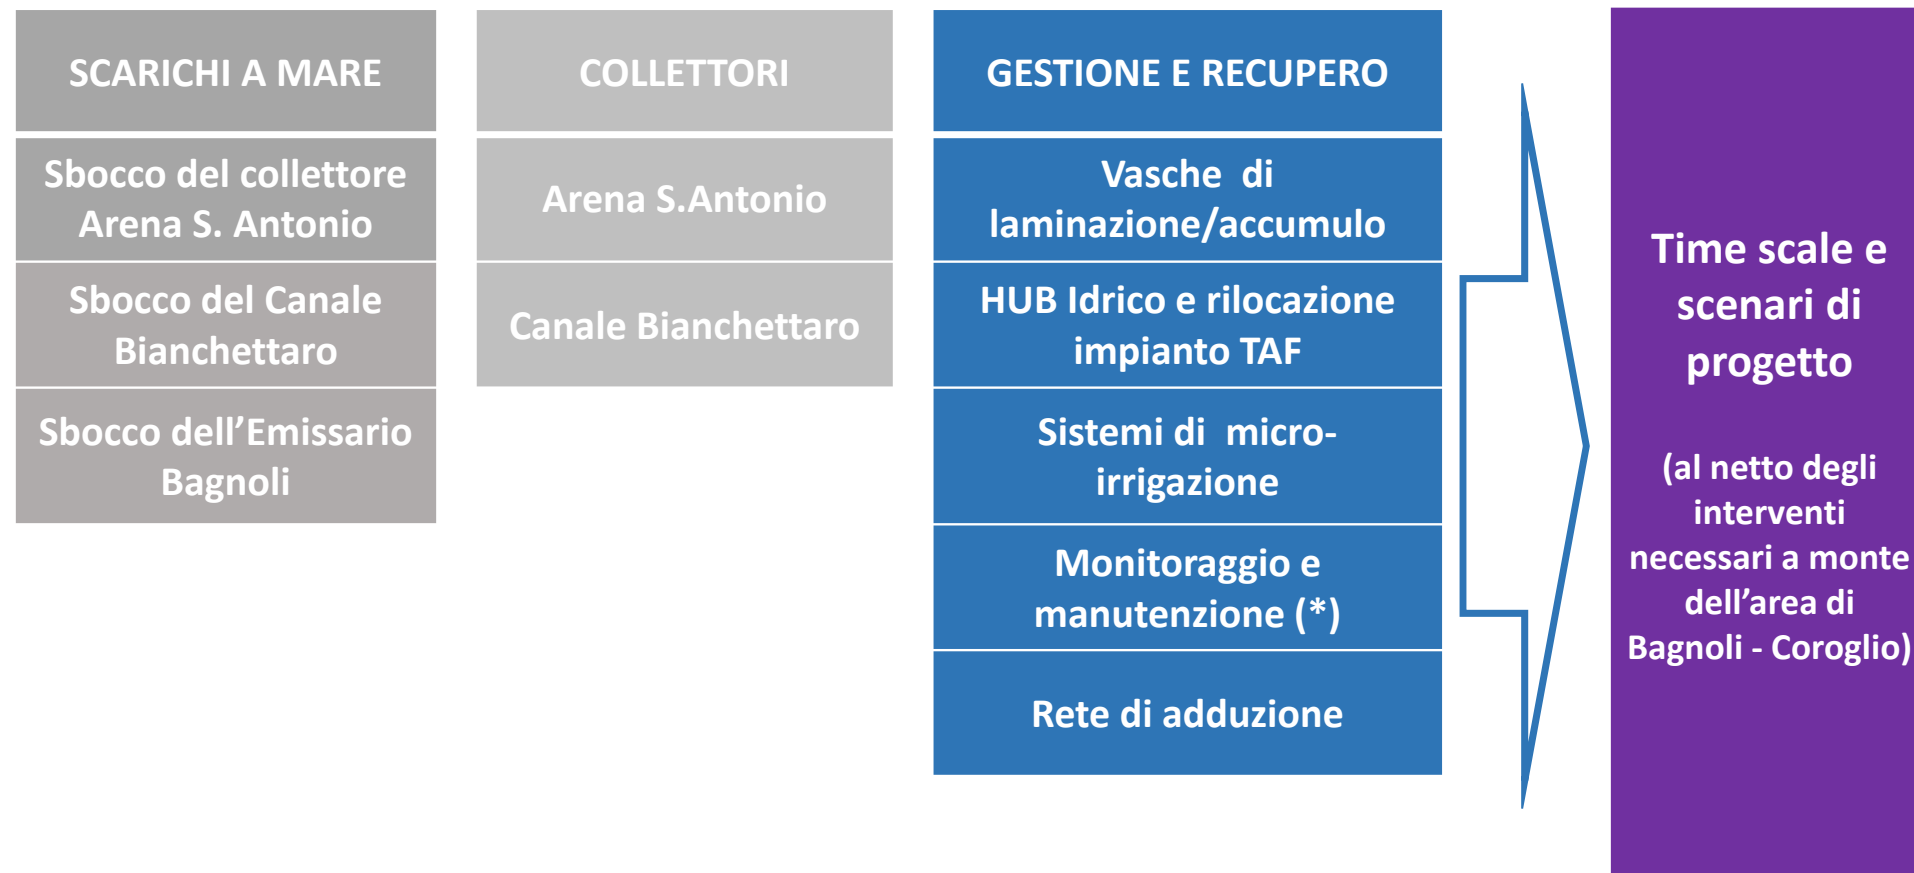 SCARICHI A MARE
Sbocco del collettore
Arena S. Antonio
Sbocco del Canale
Bianchettaro
Sbocco dell’Emissario
Bagnoli
COLLETTORI
Arena S.Antonio
Canale Bianchettaro
GESTIONE E RECUPERO
Vasche di
laminazione/accumulo
HUB Idrico e rilocazione
impianto TAF
Sistemi di micro-
irrigazione
Monitoraggio e
manutenzione (*)
Rete di adduzione
Time scale e
scenari di
progetto
(al netto degli
interventi
necessari a monte
dell’area di
Bagnoli - Coroglio)